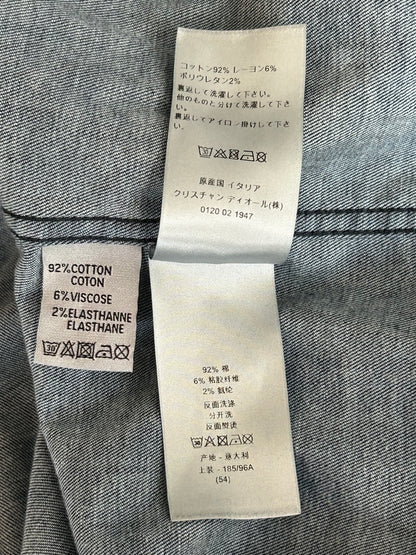 コットン92% レーヨン6%
ポリウレタン2%
裏返して洗濯して下さい。
他のものと分けて洗濯して下さい。
裏返してアイロン掛けして下さい。
原産国 イタリア
クリスチャン ディオール(株)
0120 02 1947
92%COTTON
COTON
6%VISCOSE
2%ELASTHANNE
ELASTHANE
92% 棉
6% 粘胶纤维
2% 氨纶
反面洗涤
分开洗
反面熨烫
产地 - 意大利
上装 - 185/96A
(54)